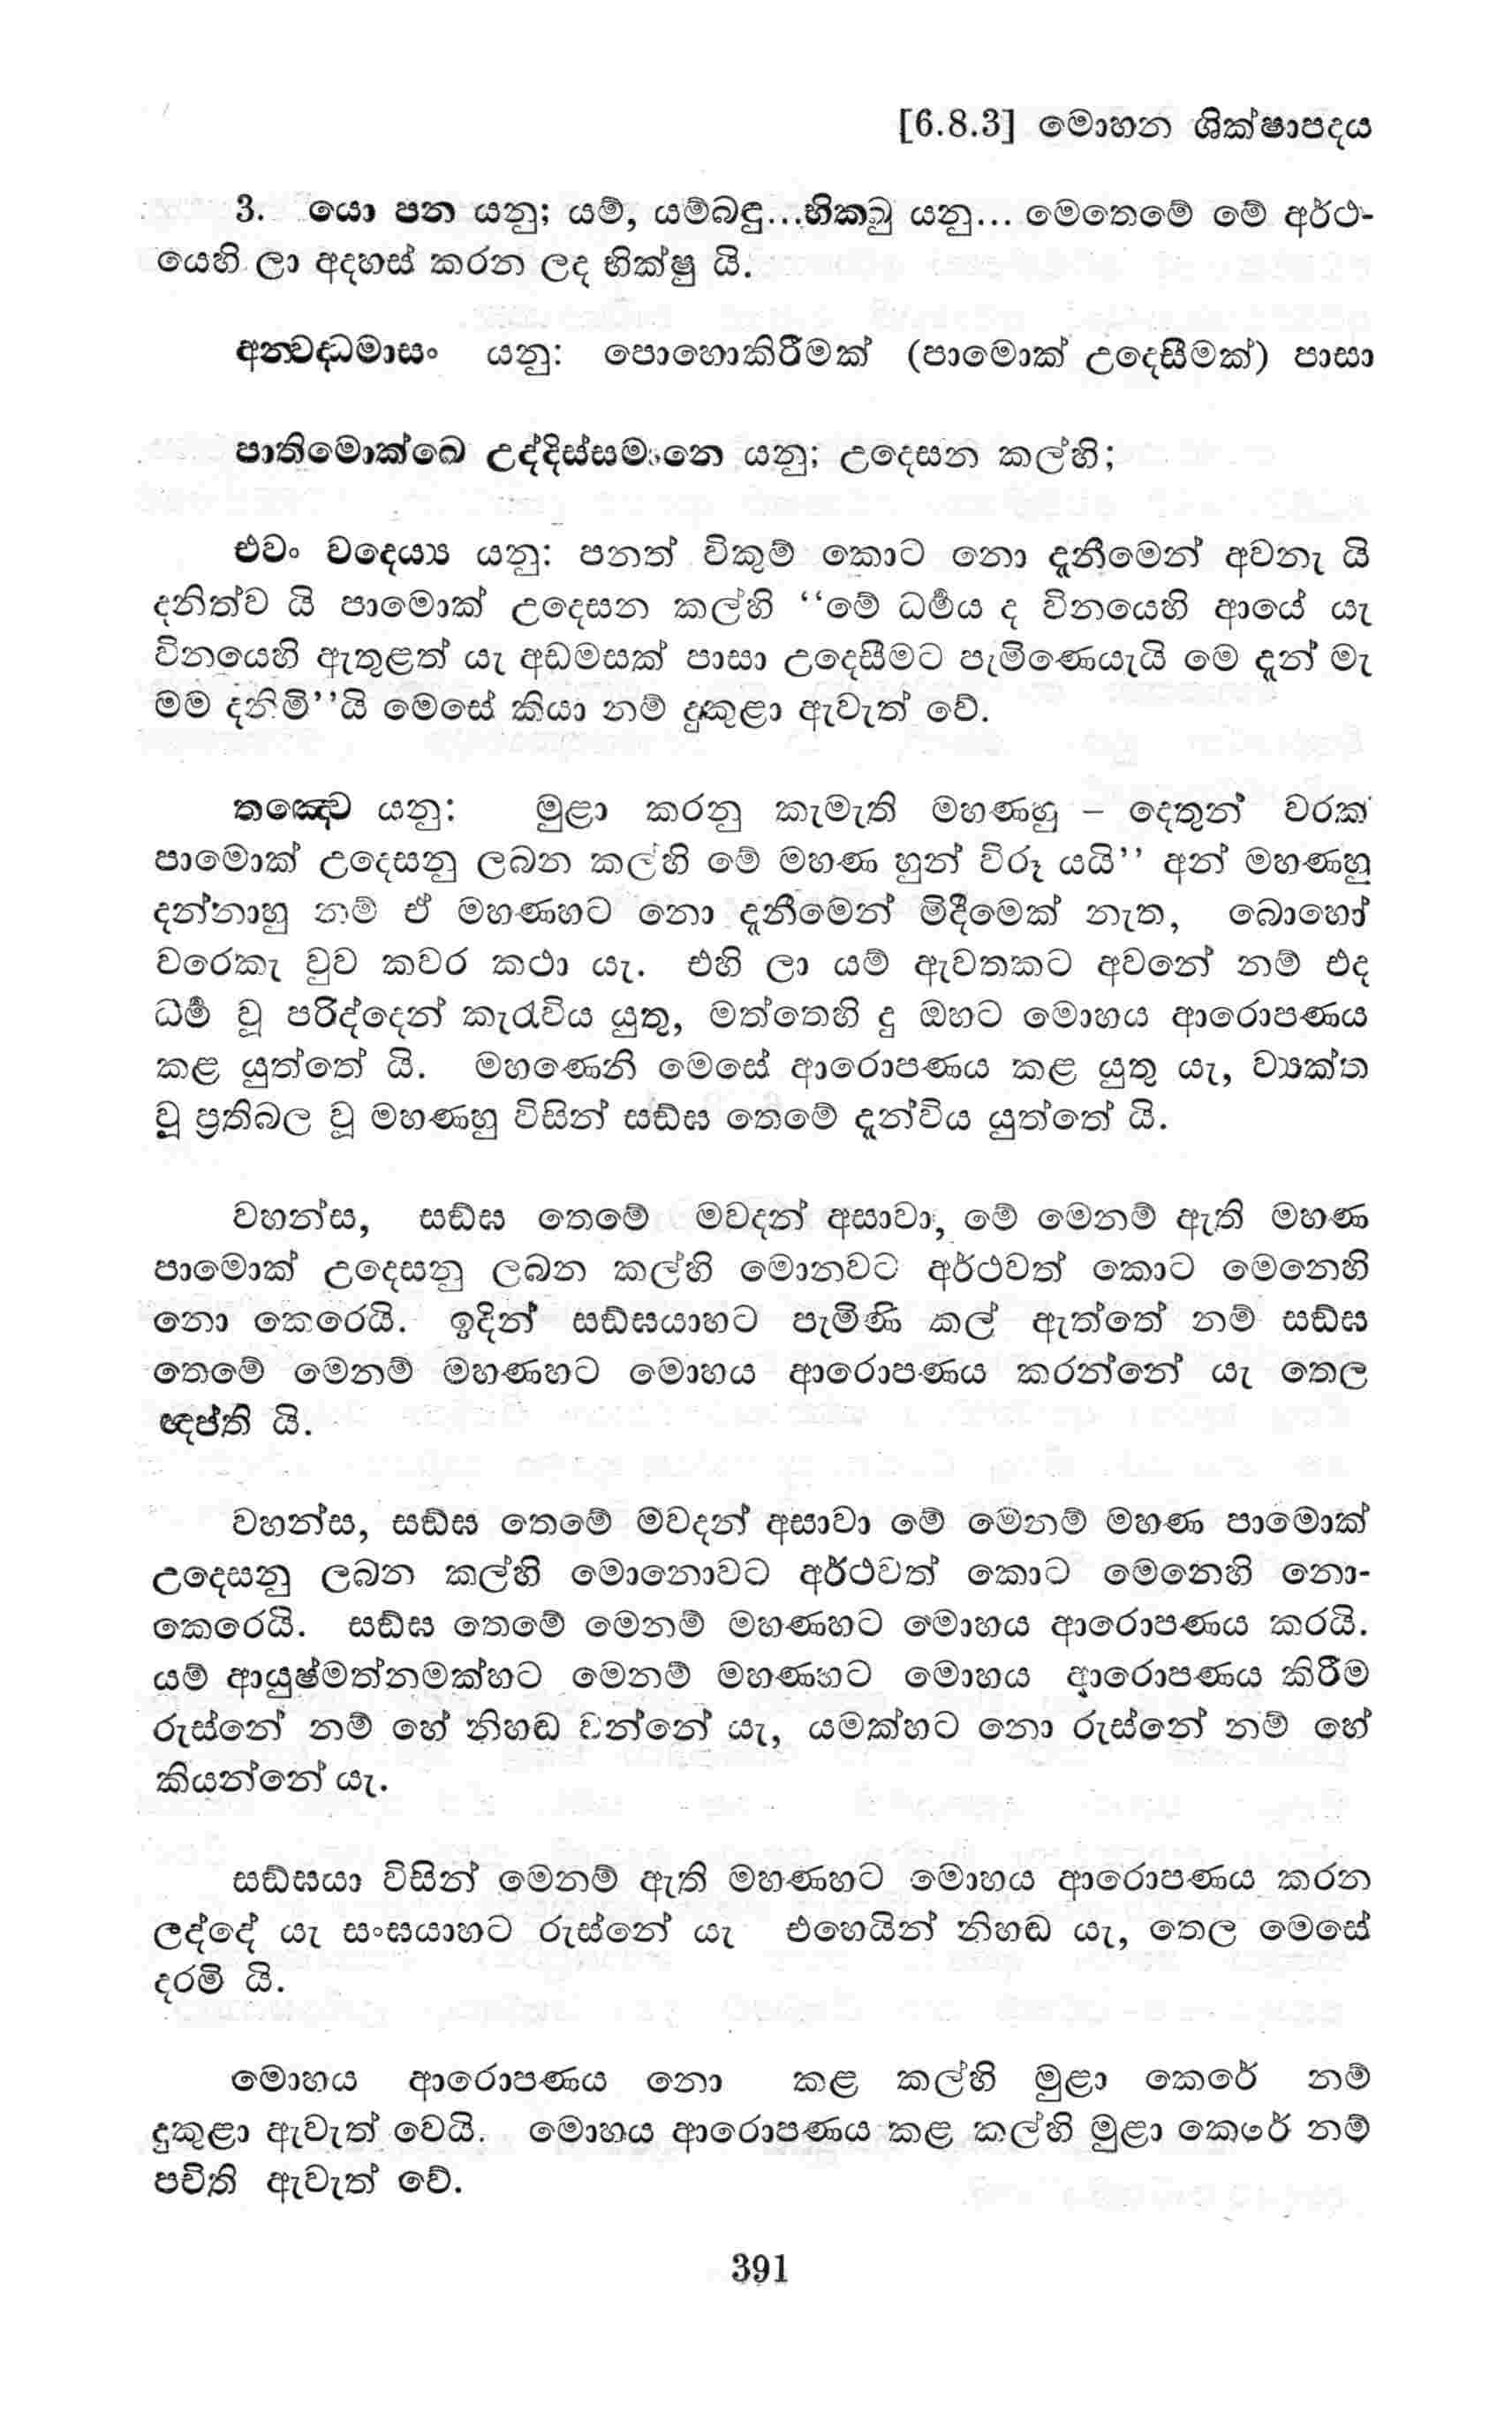 [6.8.3] මොහන ශික්ෂාපදය
3. යො පන යනු; යම්, යම්බඳු...භික්ඛු යනු... මෙතෙමේ මේ අර්ථ-
යෙහි ලා අදහස් කරන ලද භික්ෂු යි.
අන්වද්ධමාසං යනු: පොහොකිරීමක් (පාමොක් උදෙසීමක්) පාසා
පාතිමොක්ඛෙ උද්දිස්සමානෙ යනු; උදෙසන කල්හි;
එවං වදෙය්‍ය යනු: පනත් විකුම් කොට නො දැනීමෙන් අවනැ යි
දනිත්ව යි පාමොක් උදෙසන කල්හි ‘‘මේ ධර්‍මය ද විනයෙහි ආයේ යැ
විනයෙහි ඇතුළත් යැ අඩමසක් පාසා උදෙසීමට පැමිණෙයැයි මෙ දැන් මැ
මම දනිමි’’යි මෙසේ කියා නම් දුකුළා ඇවැත් වේ.
තඤ්චෙ යනු: මුළා කරනු කැමැති මහණහු – දෙතුන් වරක්
පාමොක් උදෙසනු ලබන කල්හි මේ මහණ හුන් විරූ යයි’’ අන් මහණහු
දන්නාහු නම් ඒ මහණහට නො දැනීමෙන් මිදීමෙක් නැත, බොහෝ
වරෙකැ වුව කවර කථා යැ. එහි ලා යම් ඇවතකට අවනේ නම් එද
ධර්‍ම වූ පරිද්දෙන් කැරැවිය යුතු, මත්තෙහි දු ඔහට මොහය ආරොපණය
කළ යුත්තේ යි. මහණෙනි මෙසේ ආරොපණය කළ යුතු යැ, ව්‍යක්ත
වූ ප්‍රතිබල වූ මහණහු විසින් සඞ්ඝ තෙමේ දැන්විය යුත්තේ යි.
වහන්ස, සඞ්ඝ තෙමේ මවදන් අසාවා, මේ මෙනම් ඇති මහණ
පාමොක් උදෙසනු ලබන කල්හි මොනවට අර්ථවත් කොට මෙනෙහි
නො කෙරෙයි. ඉදින් සඞ්ඝයාහට පැමිණි කල් ඇත්තේ නම් සඞ්ඝ
තෙමේ මෙනම් මහණහට මොහය ආරොපණය කරන්නේ යැ තෙල
ඥප්ති යි.
වහන්ස, සඞ්ඝ තෙමේ මවදන් අසාවා මේ මෙනම් මහණ පාමොක්
උදෙසනු ලබන කල්හි මොනොවට අර්ථවත් කොට මෙනෙහි නො-
කෙරෙයි. සඞ්ඝ තෙමේ මෙනම් මහණහට මොහය ආරොපණය කරයි.
යම් ආයුෂ්මත්නමක්හට මෙනම් මහණහට මොහය ආරොපණය කිරීම
රුස්නේ නම් හේ නිහඬ වන්නේ යැ, යමක්හට නො රුස්නේ නම් හේ
කියන්නේ යැ.
සඞ්ඝයා විසින් මෙනම් ඇති මහණහට මොහය ආරොපණය කරන
ලද්දේ යැ සංඝයාහට රුස්නේ යැ එහෙයින් නිහඬ යැ, තෙල මෙසේ
දරමි යි.
මොහය ආරොපණය නො කළ කල්හි මුළා කෙරේ නම්
දුකුළා ඇවැත් වෙයි. මොහය ආරොපණය කළ කල්හි මුළා කෙරේ නම්
පචිති ඇවැත් වේ.
391